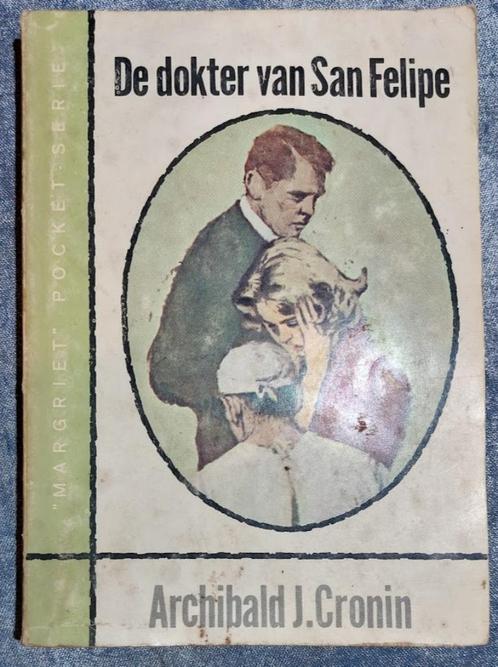 De dokter van San Felipe
"MARGRIET" POCKET-SERIE
Archibald J. Cronin